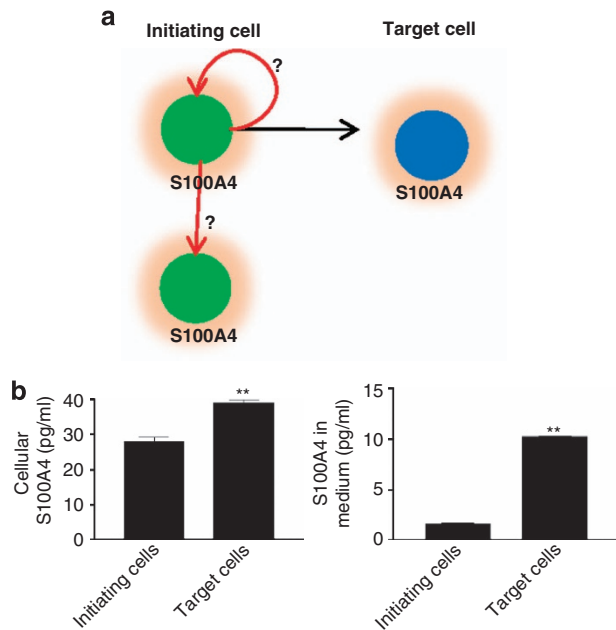 a
Initiating cell
Target cell
?
S100A4
S100A4
?
S100A4
b
Cellular
S100A4 (pg/ml)
40
30
20
10
0
**
Initiating cells
Target cells
S100A4 in
medium (pg/ml)
15
10
5
0
**
Initiating cells
Target cells